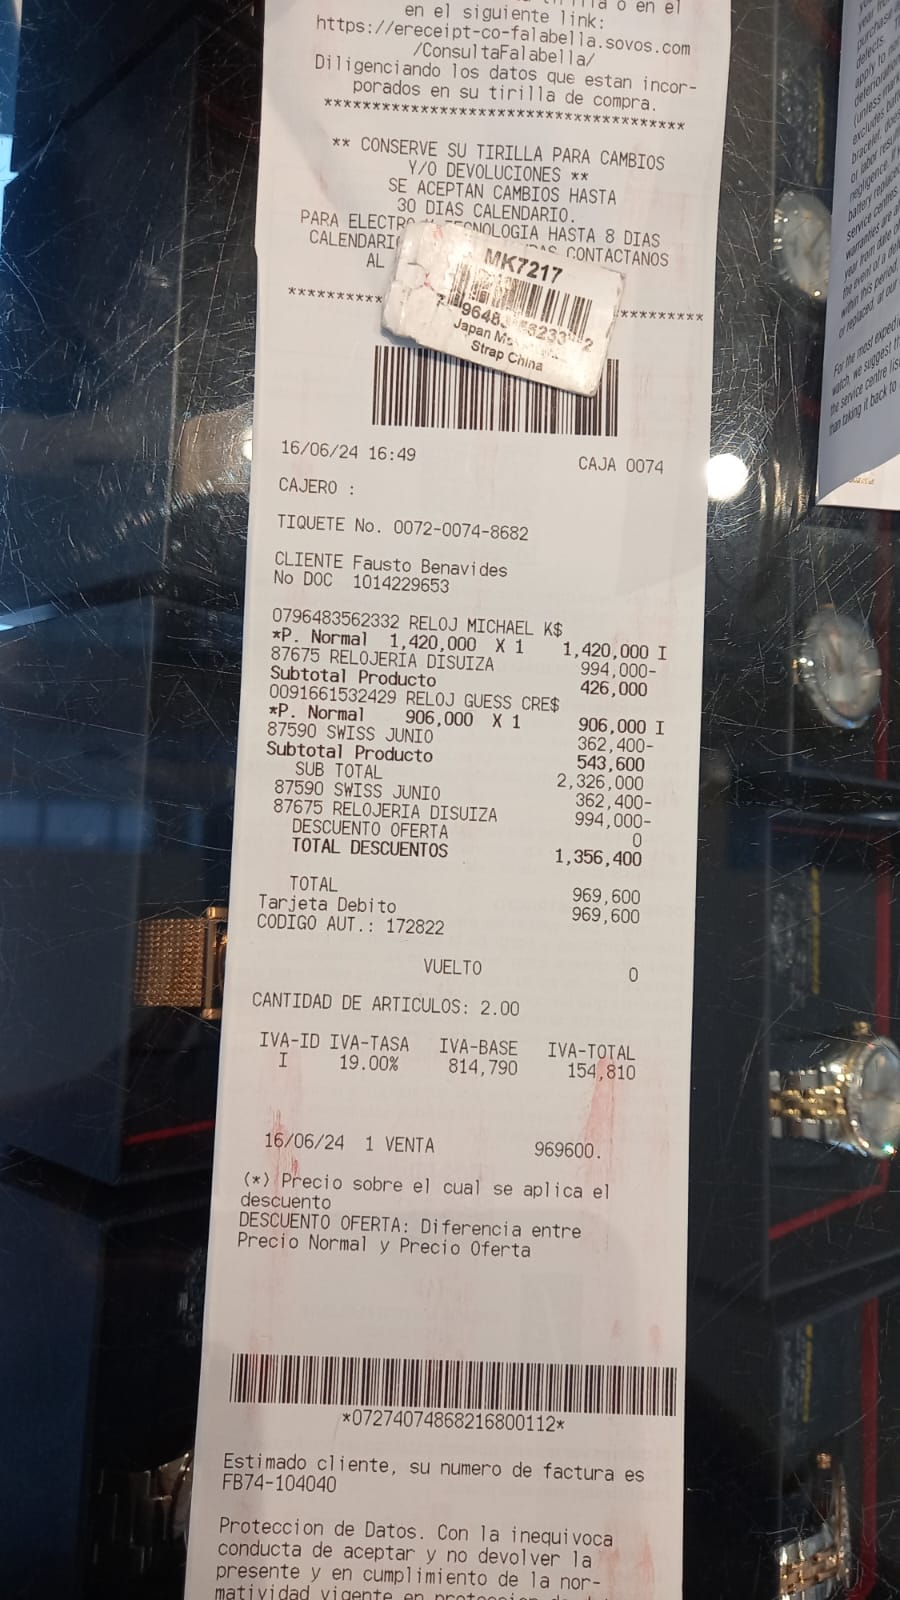 tirilla o en el
en el siguiente link:
https://ereceipt-co-falabella.sovos.com
/ConsultaFalabella/
Diligenciando los datos que estan incor-
porados en su tirilla de compra.
*************************************
** CONSERVE SU TIRILLA PARA CAMBIOS
Y/O DEVOLUCIONES **
SE ACEPTAN CAMBIOS HASTA
30 DIAS CALENDARIO.
PARA ELECTRO Y TECNOLOGIA HASTA 8 DIAS
CALENDARIO CONTACTANOS
AL
MK7217
Japan
Strap China
16/06/24 16:49 CAJA 0074
CAJERO :
TIQUETE No. 0072-0074-8682
CLIENTE Fausto Benavides
No DOC 1014229653
0796483562332 RELOJ MICHAEL K$
*P. Normal 1,420,000 X 1 1,420,000 I
87675 RELOJERIA DISUIZA 994,000-
Subtotal Producto 426,000
0091661532429 RELOJ GUESS CRE$
*P. Normal 906,000 X 1 906,000 I
87590 SWISS JUNIO 362,400-
Subtotal Producto 543,600
SUB TOTAL 2,326,000
87590 SWISS JUNIO 362,400-
87675 RELOJERIA DISUIZA 994,000-
DESCUENTO OFERTA 0
TOTAL DESCUENTOS 1,356,400
TOTAL 969,600
Tarjeta Debito 969,600
CODIGO AUT.: 172822
VUELTO 0
CANTIDAD DE ARTICULOS: 2.00
IVA-ID IVA-TASA IVA-BASE IVA-TOTAL
I 19.00% 814,790 154,810
16/06/24 1 VENTA 969600.
(*) Precio sobre el cual se aplica el
descuento
DESCUENTO OFERTA: Diferencia entre
Precio Normal y Precio Oferta
*07274074868216800112*
Estimado cliente, su numero de factura es
FB74-104040
Proteccion de Datos. Con la inequivoca
conducta de aceptar y no devolver la
presente y en cumplimiento de la nor-
matividad vigente en proteccion de